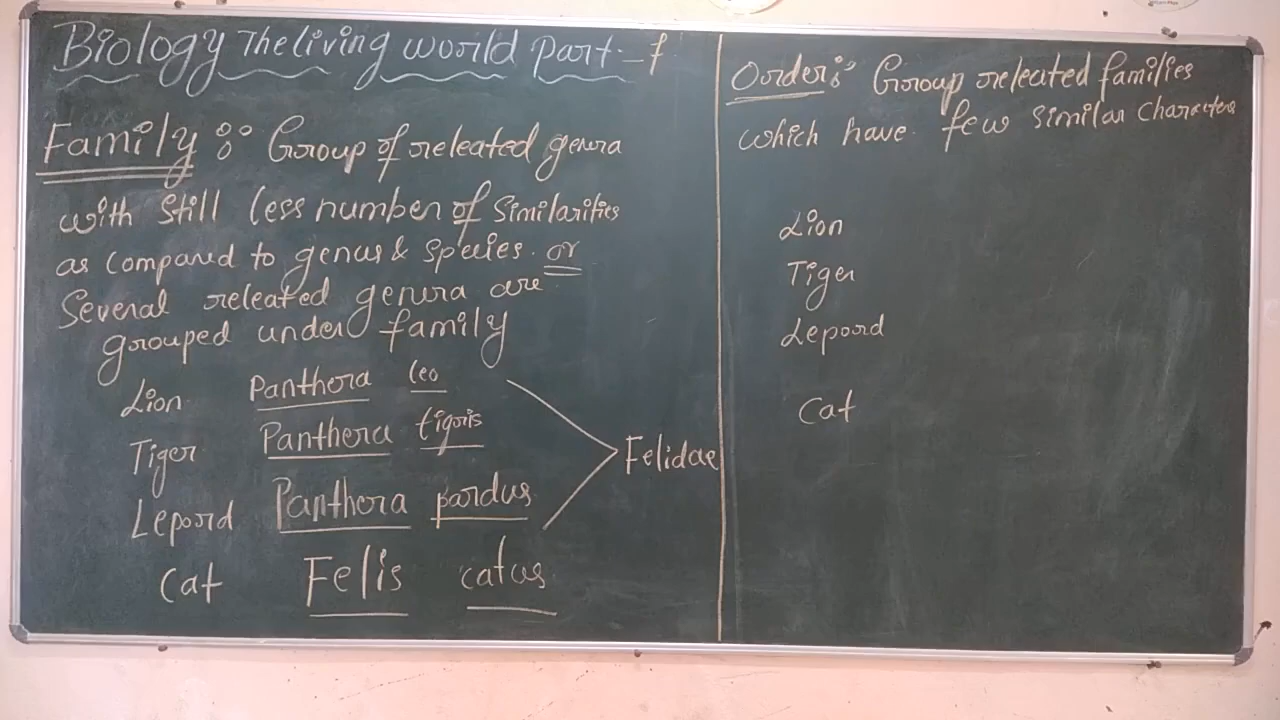 Biology The living world part-1
Family :: Group of releated genera
with still less number of similarities
as compared to genus & species. or
Several releated genera are
grouped under family
Lion Panthera leo
Tiger Panthera tigris
Lepord Panthera pardus
Cat Felis catus
Felidae
Order :: Group releated families
which have few similar characters
Lion
Tiger
Lepord
Cat